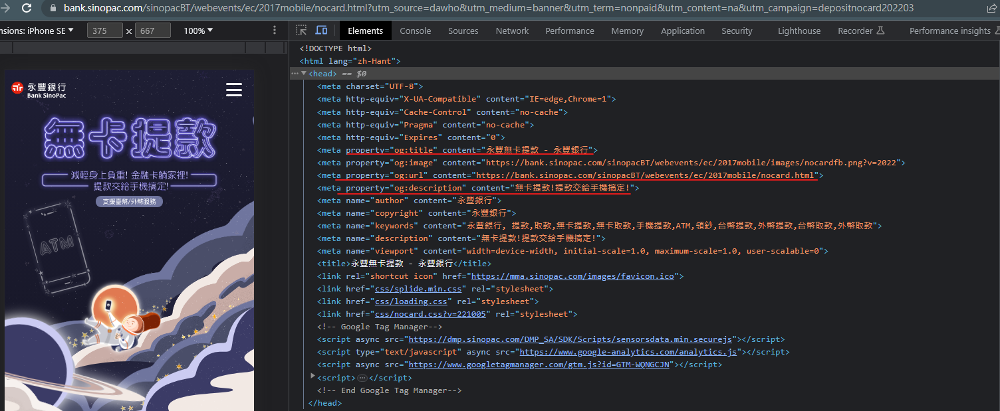 bank.sinopac.com/sinopacBT/webevents/ec/2017mobile/nocard.html?utm_source=dawho&utm_medium=banner&utm_term=nonpaid&utm_content=na&utm_campaign=depositnocard202203
nsions: iPhone SE ▼ 375 × 667 100% ▼
Elements Console Sources Network Performance Memory Application Security Lighthouse Recorder Performance insights
永豐銀行
Bank SinoPac
無卡提款
減輕身上負重! 金融卡躺家裡!
提款交給手機搞定!
支援臺幣/外幣服務
ATM
<!DOCTYPE html>
<html lang="zh-Hant">
<head> == $0
<meta charset="UTF-8">
<meta http-equiv="X-UA-Compatible" content="IE=edge,Chrome=1">
<meta http-equiv="Cache-Control" content="no-cache">
<meta http-equiv="Pragma" content="no-cache">
<meta http-equiv="Expires" content="0">
<meta property="og:title" content="永豐無卡提款 - 永豐銀行">
<meta property="og:image" content="https://bank.sinopac.com/sinopacBT/webevents/ec/2017mobile/images/nocardfb.png?v=2022">
<meta property="og:url" content="https://bank.sinopac.com/sinopacBT/webevents/ec/2017mobile/nocard.html">
<meta property="og:description" content="無卡提款!提款交給手機搞定!">
<meta name="author" content="永豐銀行">
<meta name="copyright" content="永豐銀行">
<meta name="keywords" content="永豐銀行, 提款,取款,無卡提款,無卡取款,手機提款,ATM,領鈔,台幣提款,外幣提款,台幣取款,外幣取款">
<meta name="description" content="無卡提款!提款交給手機搞定!">
<meta name="viewport" content="width=device-width, initial-scale=1.0, maximum-scale=1.0, user-scalable=0">
<title>永豐無卡提款 - 永豐銀行</title>
<link rel="shortcut icon" href="https://mma.sinopac.com/images/favicon.ico">
<link href="css/splide.min.css" rel="stylesheet">
<link href="css/loading.css" rel="stylesheet">
<link href="css/nocard.css?v=221005" rel="stylesheet">
<!-- Google Tag Manager-->
<script async src="https://dmp.sinopac.com/DMP_SA/SDK/Scripts/sensorsdata.min.securejs"></script>
<script type="text/javascript" async src="https://www.google-analytics.com/analytics.js"></script>
<script async src="https://www.googletagmanager.com/gtm.js?id=GTM-WQNGCJN"></script>
<script>…</script>
<!-- End Google Tag Manager-->
</head>